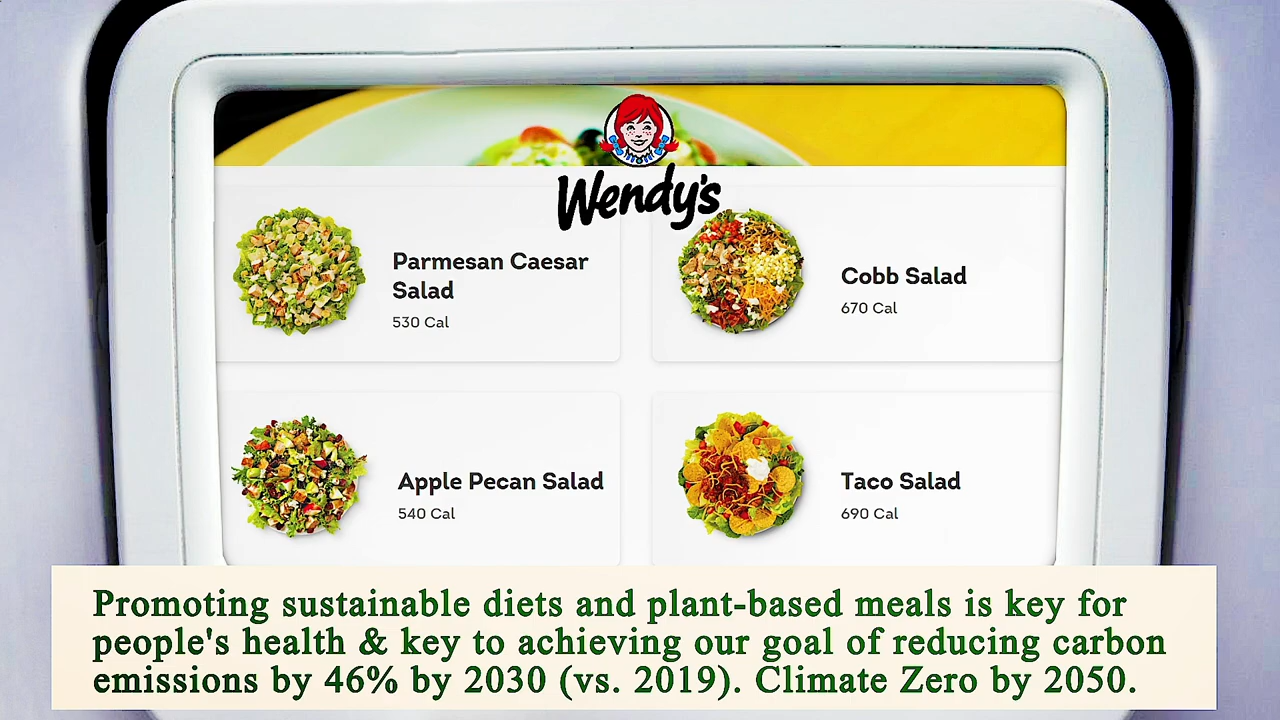 Wendy's
Parmesan Caesar
Salad
530 Cal
Cobb Salad
670 Cal
Apple Pecan Salad
540 Cal
Taco Salad
690 Cal
Promoting sustainable diets and plant-based meals is key for
people's health & key to achieving our goal of reducing carbon
emissions by 46% by 2030 (vs. 2019). Climate Zero by 2050.